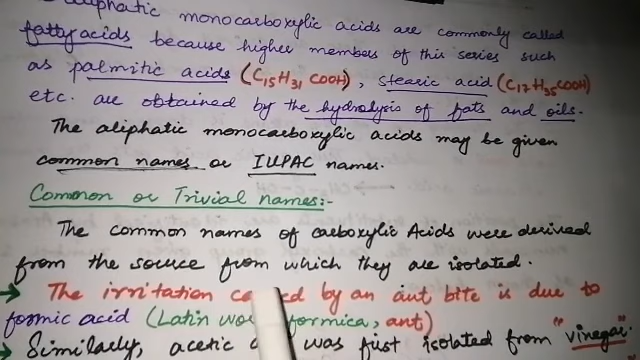 aliphatic monocarboxylic acids are commonly called
fatty acids because higher members of this series such
as palmitic acids (C15H31 COOH), stearic acid (C17H35COOH)
etc. are obtained by the hydrolysis of fats and oils.
The aliphatic monocarboxylic acids may be given
common names or IUPAC names.
Common or Trivial names:-
The common names of carboxylic Acids were derived
from the source from which they are isolated.
→ The irritation by an ant bite is due to
formic acid (Latin formica, ant)
→ Similarly, acetic was first isolated from "vinegar"